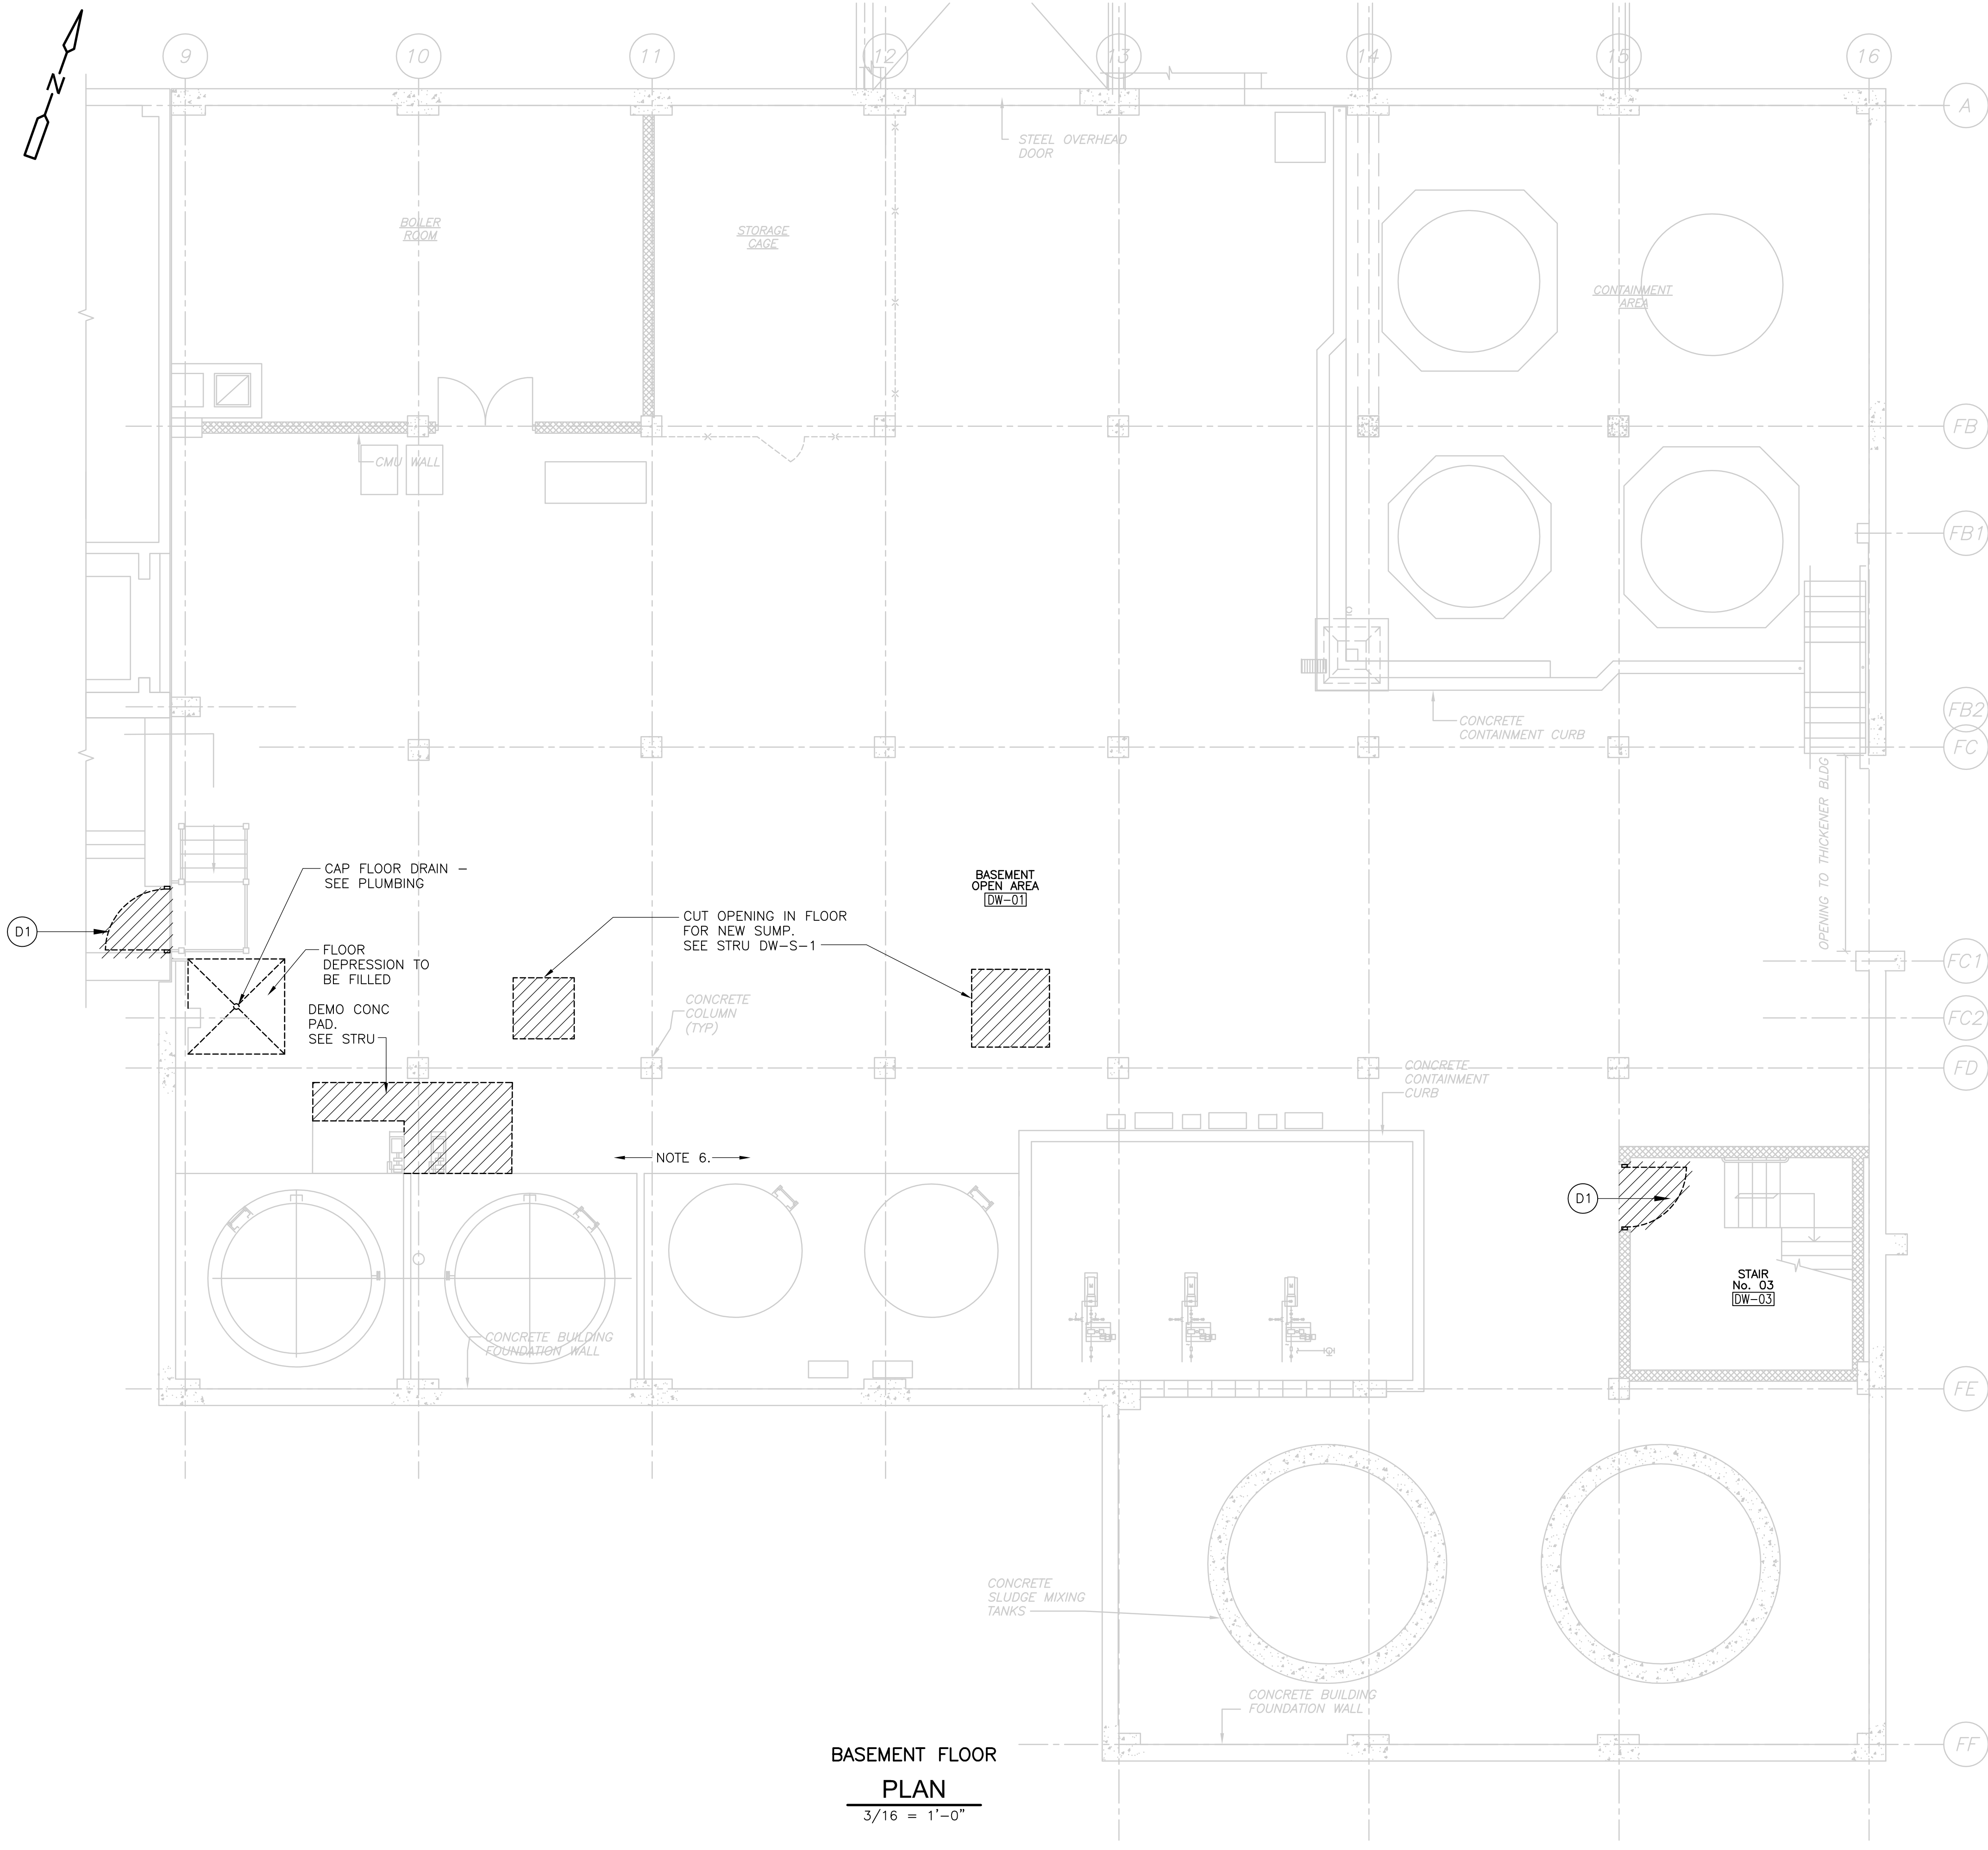 N
9
10
11
12
13
14
15
16
A
STEEL OVERHEAD
DOOR
BOILER
ROOM
STORAGE
CAGE
CONTAINMENT
AREA
FB
CMU WALL
FB1
FB2
CONCRETE
CONTAINMENT CURB
FC
OPENING TO THICKENER BLDG
CAP FLOOR DRAIN –
SEE PLUMBING
BASEMENT
OPEN AREA
DW-01
D1
CUT OPENING IN FLOOR
FOR NEW SUMP.
SEE STRU DW-S-1
FLOOR
DEPRESSION TO
BE FILLED
FC1
CONCRETE
COLUMN
(TYP)
DEMO CONC
PAD.
SEE STRU
FC2
FD
CONCRETE
CONTAINMENT
CURB
NOTE 6.
D1
STAIR
No. 03
DW-03
CONCRETE BUILDING
FOUNDATION WALL
FE
CONCRETE
SLUDGE MIXING
TANKS
CONCRETE BUILDING
FOUNDATION WALL
FF
BASEMENT FLOOR
PLAN
3/16 = 1'-0"